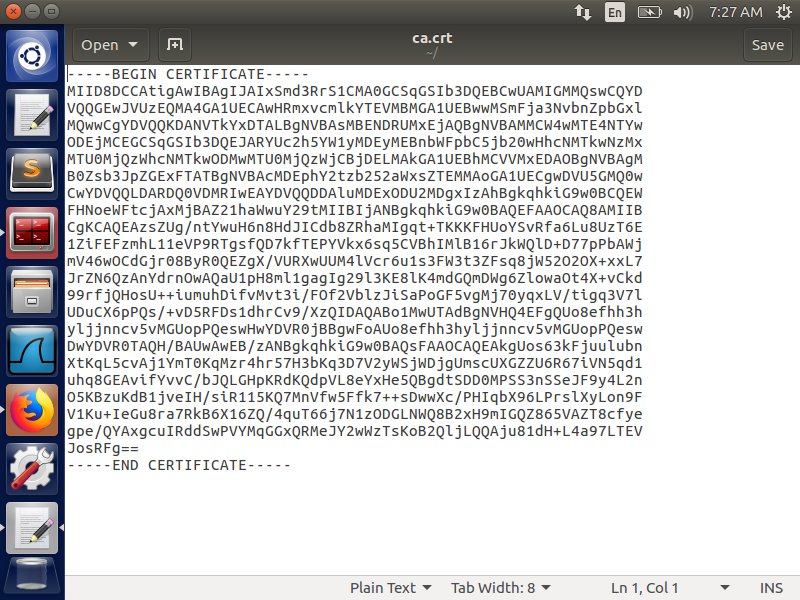 7:27 AM
En
Open
ca.crt
~/
Save
-----BEGIN CERTIFICATE-----
MIID8DCCAtigAwIBAgIJAIxSmd3RrS1CMA0GCSqGSIb3DQEBCwUAMIGMMQswCQYD
VQQGEwJVUzEQMA4GA1UECAwHRmxvcmlkYTEVMBMGA1UEBwwMSmFja3NvbnZpbGxl
MQwwCgYDVQQKDANVTkYxDTALBgNVBAsMBENDRUMxEjAQBgNVBAMMCW4wMTE4NTYw
ODEjMCEGCSqGSIb3DQEJARYUc2h5YW1yMDEyMEBnbWFpbC5jb20wHhcNMTkwNzMx
MTU0MjQzWhcNMTkwODMwMTU0MjQzWjCBjDELMAkGA1UEBhMCVVMxEDAOBgNVBAgM
B0Zsb3JpZGExFTATBgNVBAcMDEphY2tzb252aWxsZTEMMAoGA1UECgwDVU5GMQ0w
CwYDVQQLDARDQ0VDMRIwEAYDVQQDDAluMDExODU2MDgxIzAhBgkqhkiG9w0BCQEW
FHNoeWFtcjAxMjBAZ21haWwuY29tMIIBIjANBgkqhkiG9w0BAQEFAAOCAQ8AMIIB
CgKCAQEAzsZUg/ntYwuH6n8HdJICdb8ZRhaMIgqt+TKKKFHUoYSvRfa6Lu8UzT6E
1ZiFEFzmhL11eVP9RTgsfQD7kfTEPYVkx6sq5CVBhIMlB16rJkWQlD+D77pPbAWj
mV46wOCdGjr08ByR0QEZgX/VURXwUUM4lVcr6u1s3FW3t3ZFsq8jW52O2OX+xxL7
JrZN6QzAnYdrnOwAQaU1pH8ml1gagIg29l3KE8lK4mdGQmDWg6ZlowaOt4X+vCkd
99rfjQHosU++iumuhDifvMvt3i/FOf2VblzJiSaPoGF5vgMj70yqxLV/tigq3V7l
UDuCX6pPQs/+vD5RFDs1dhrCv9/XzQIDAQABo1MwUTAdBgNVHQ4EFgQUo8efhh3h
yljjnncv5vMGUopPQeswHwYDVR0jBBgwFoAUo8efhh3hyljjnncv5vMGUopPQesw
DwYDVR0TAQH/BAUwAwEB/zANBgkqhkiG9w0BAQsFAAOCAQEAkgUos63kFjuulubn
XtKqL5cvAj1YmT0KqMzr4hr57H3bKq3D7V2yWSjWDjgUmscUXGZZU6R67iVN5qd1
uhq8GEAvifYvvC/bJQLGHpKRdKQdpVL8eYxHe5QBgdtSDD0MPSS3nSSeJF9y4L2n
O5KBzuKdB1jveIH/siR115KQ7MnVfw5Ffk7++sDwwXc/PHIqbX96LPrslXyLon9F
V1Ku+IeGu8ra7RkB6X16ZQ/4quT66j7N1zODGLNWQ8B2xH9mIGQZ865VAZT8cfye
gpe/QYAxgcuIRddSwPVYMqGGxQRMeJY2wWzTsKoB2QljLQQAju81dH+L4a97LTEV
JosRFg==
-----END CERTIFICATE-----
Plain Text
Tab Width: 8
Ln 1, Col 1
INS